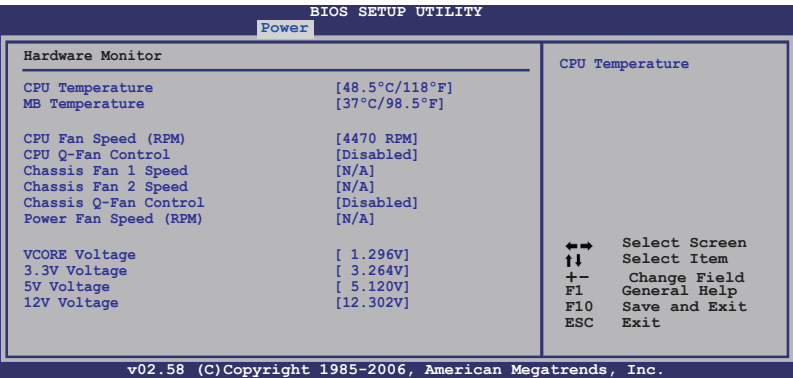 BIOS SETUP UTILITY
Power
Hardware Monitor
CPU Temperature [48.5°C/118°F]
MB Temperature [37°C/98.5°F]
CPU Fan Speed (RPM) [4470 RPM]
CPU Q-Fan Control [Disabled]
Chassis Fan 1 Speed [N/A]
Chassis Fan 2 Speed [N/A]
Chassis Q-Fan Control [Disabled]
Power Fan Speed (RPM) [N/A]
VCORE Voltage [ 1.296V]
3.3V Voltage [ 3.264V]
5V Voltage [ 5.120V]
12V Voltage [12.302V]
CPU Temperature
←→ Select Screen
↑↓ Select Item
+- Change Field
F1 General Help
F10 Save and Exit
ESC Exit
v02.58 (C)Copyright 1985-2006, American Megatrends, Inc.